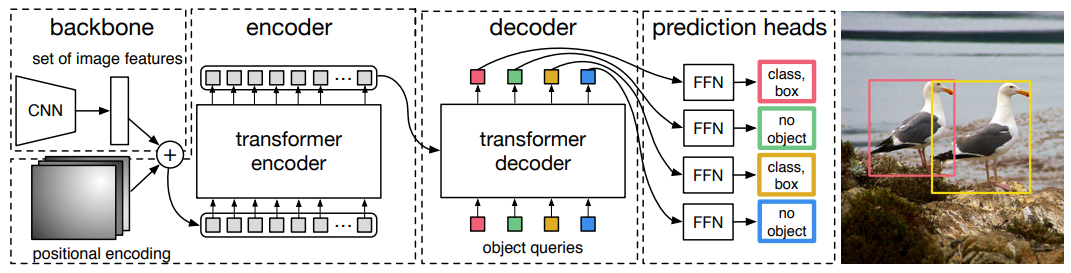 backbone
set of image features
CNN
+
positional encoding
encoder
...
transformer
encoder
...
decoder
transformer
decoder
object queries
prediction heads
FFN
class,
box
FFN
no
object
FFN
class,
box
FFN
no
object